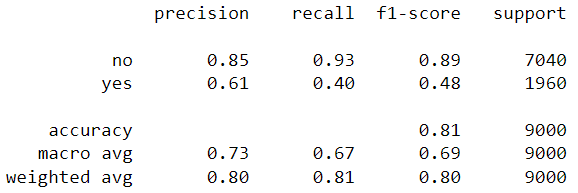 precision recall f1-score support
no 0.85 0.93 0.89 7040
yes 0.61 0.40 0.48 1960
accuracy 0.81 9000
macro avg 0.73 0.67 0.69 9000
weighted avg 0.80 0.81 0.80 9000